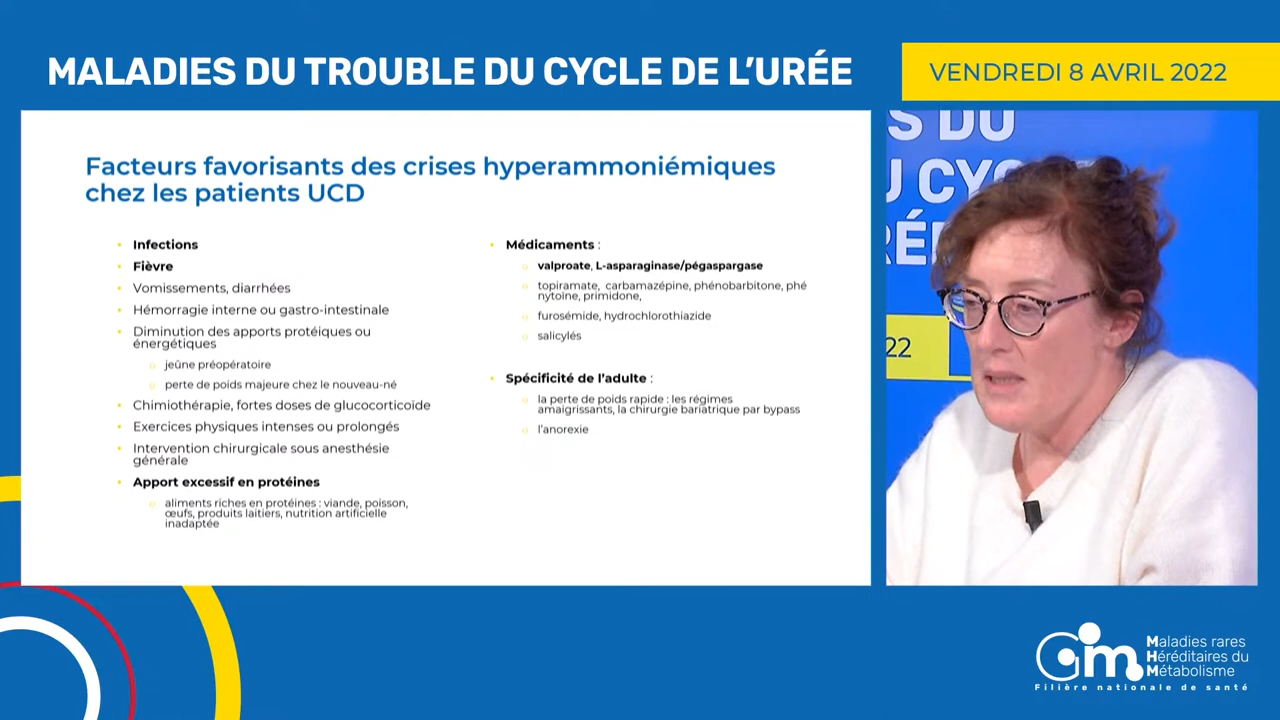 MALADIES DU TROUBLE DU CYCLE DE L’URÉE
VENDREDI 8 AVRIL 2022
Facteurs favorisants des crises hyperammoniémiques
chez les patients UCD
Infections
Fièvre
Vomissements, diarrhées
Hémorragie interne ou gastro-intestinale
Diminution des apports protéiques ou
énergétiques
jeûne préopératoire
perte de poids majeure chez le nouveau-né
Chimiothérapie, fortes doses de glucocorticoïde
Exercices physiques intenses ou prolongés
Intervention chirurgicale sous anesthésie
générale
Apport excessif en protéines
aliments riches en protéines : viande, poisson,
œufs, produits laitiers, nutrition artificielle
inadaptée
Médicaments :
valproate, L-asparaginase/pégaspargase
topiramate, carbamazépine, phénobarbitone, phé
nytoine, primidone,
furosémide, hydrochlorothiazide
salicylés
Spécificité de l’adulte :
la perte de poids rapide : les régimes
amaigrissants, la chirurgie bariatrique par bypass
l’anorexie
S DU
U CYC
RÉE
22
Maladies rares
Héréditaires du
Métabolisme
Filière nationale de santé